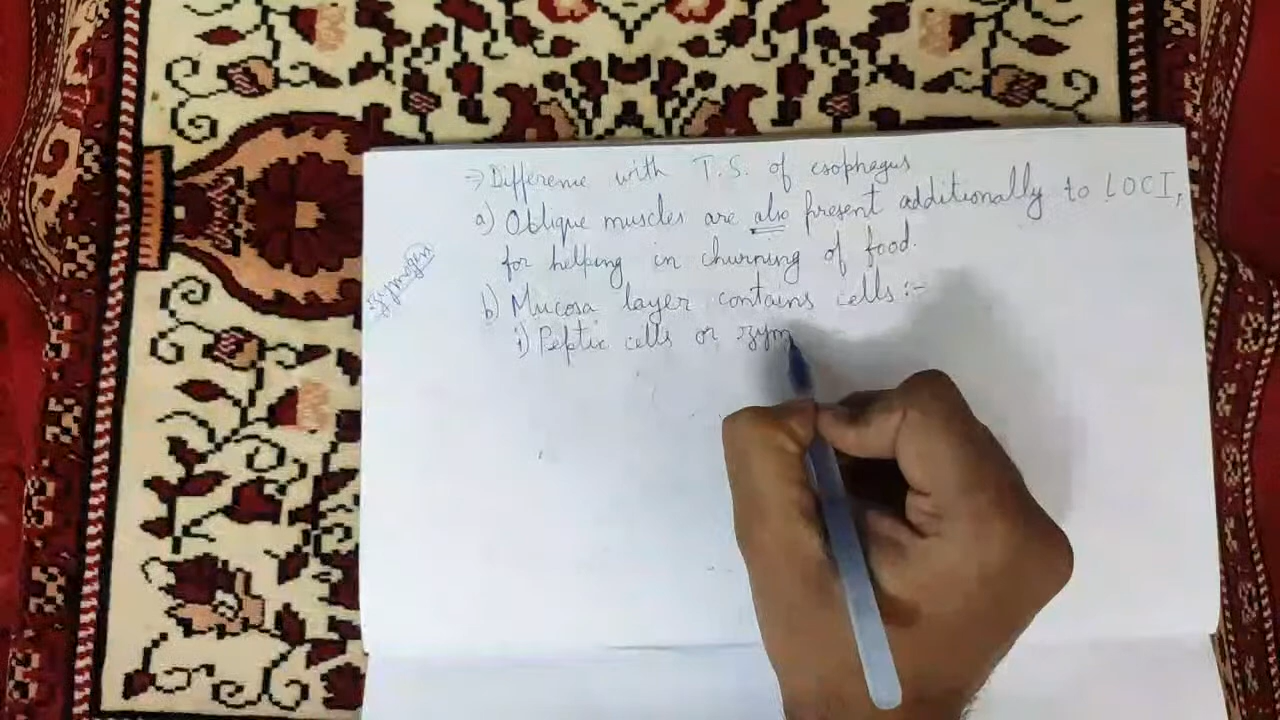 ⇒ Difference with T.S. of esophagus
a) Oblique muscles are also present additionally to LOCI,
for helping in churning of food.
zymogen
b) Mucosa layer contains cells :-
i) Peptic cells or zym